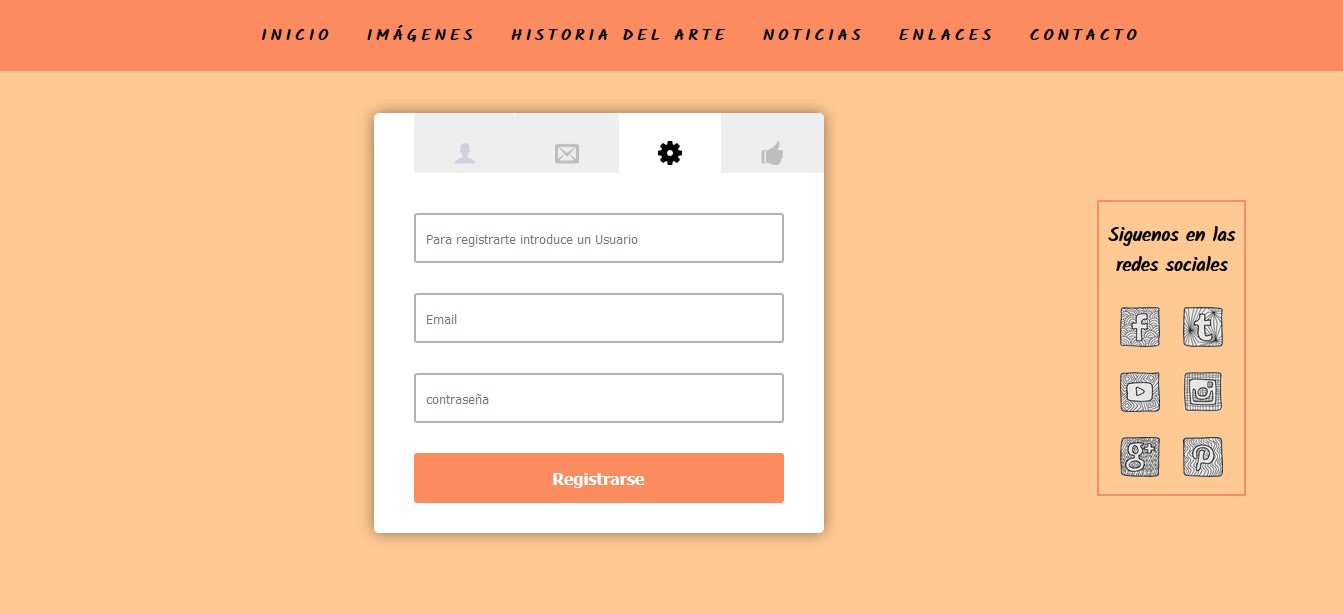 INICIO IMÁGENES HISTORIA DEL ARTE NOTICIAS ENLACES CONTACTO
Para registrarte introduce un Usuario
Email
contraseña
Registrarse
Siguenos en las
redes sociales
f t
g+ P